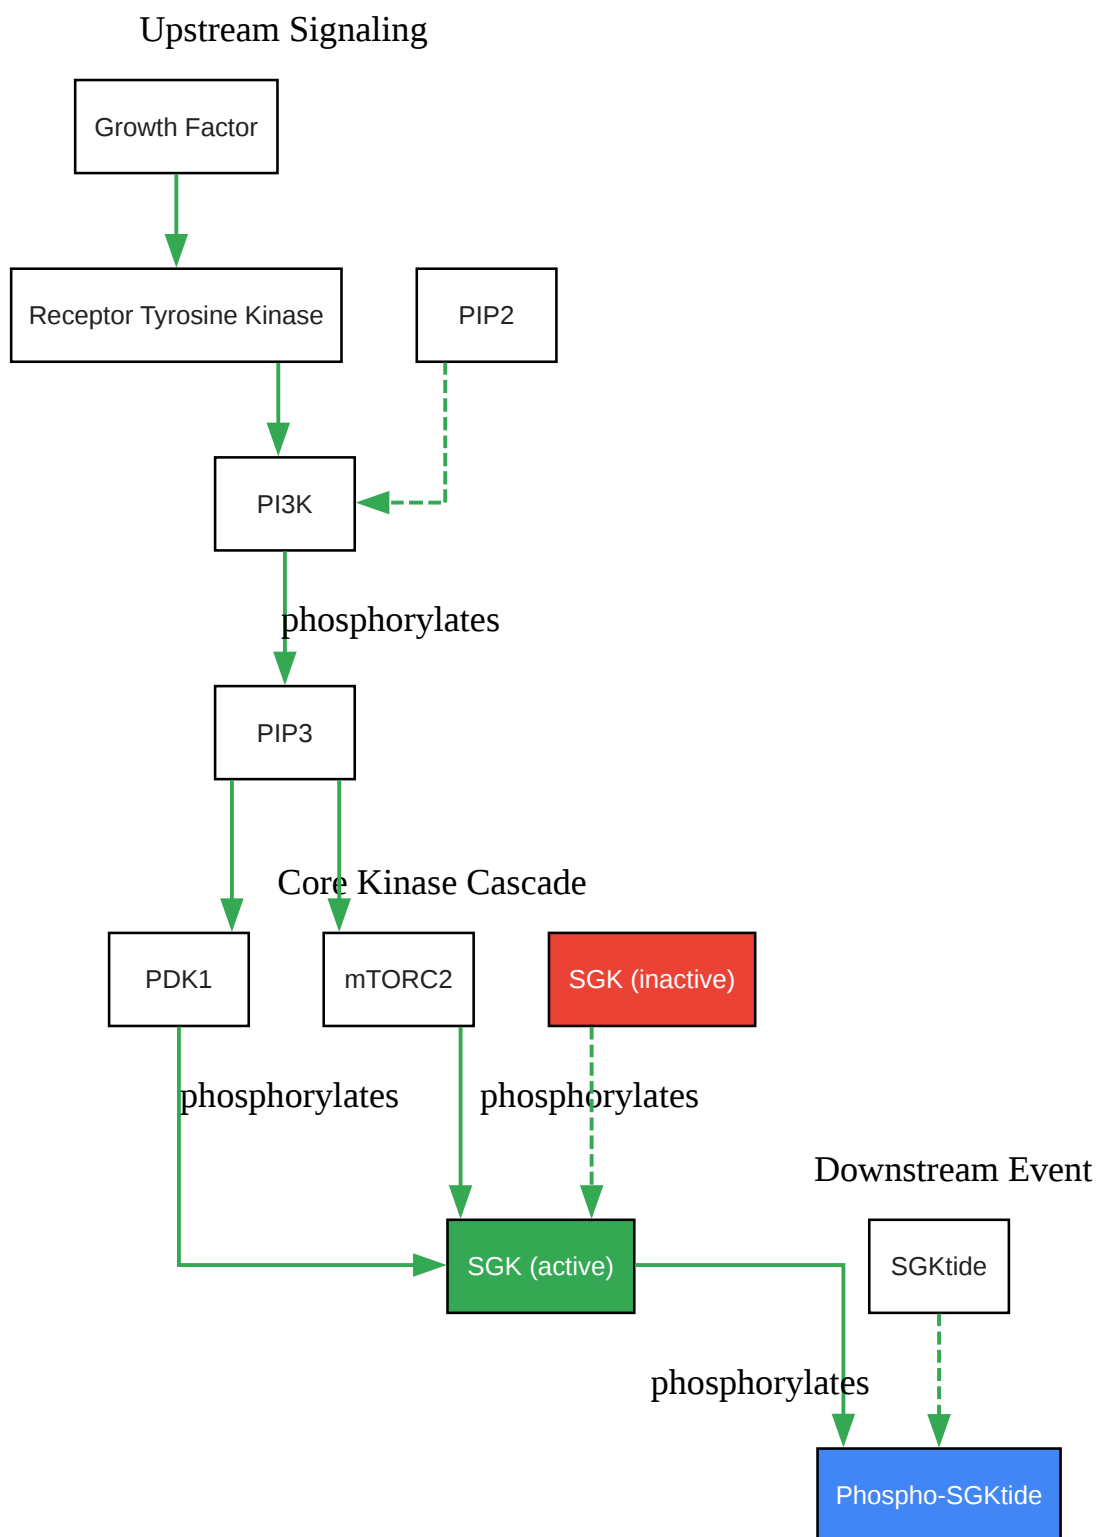 Upstream Signaling
Growth Factor
Receptor Tyrosine Kinase
PIP2
PI3K
phosphorylates
PIP3
Core Kinase Cascade
PDK1
mTORC2
SGK (inactive)
phosphorylates
phosphorylates
Downstream Event
SGK (active)
SGKtide
phosphorylates
Phospho-SGKtide